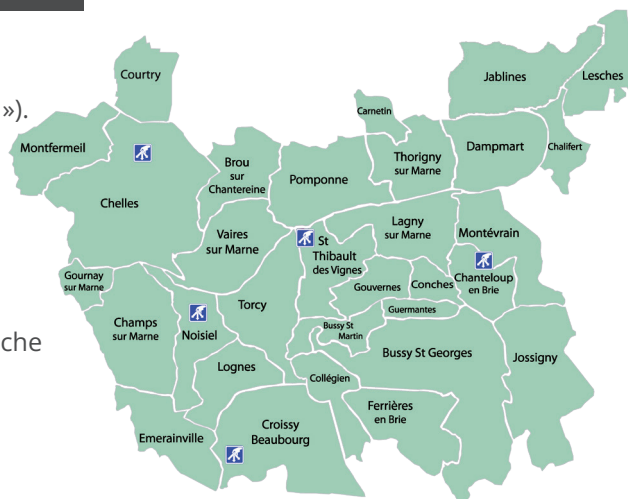 »).
che
Courtry
Montfermeil
Chelles
Brou
sur
Chantereine
Pomponne
Carnetin
Thorigny
sur Marne
Dampmart
Jablines
Lesches
Chalifert
Vaires
sur Marne
St
Thibault
des Vignes
Lagny
sur Marne
Montévrain
Gournay
sur Marne
Champs
sur Marne
Noisiel
Torcy
Gouvernes
Conches
Chanteloup
en Brie
Guermantes
Bussy St
Martin
Bussy St Georges
Jossigny
Lognes
Collégien
Emerainville
Croissy
Beaubourg
Ferrières
en Brie